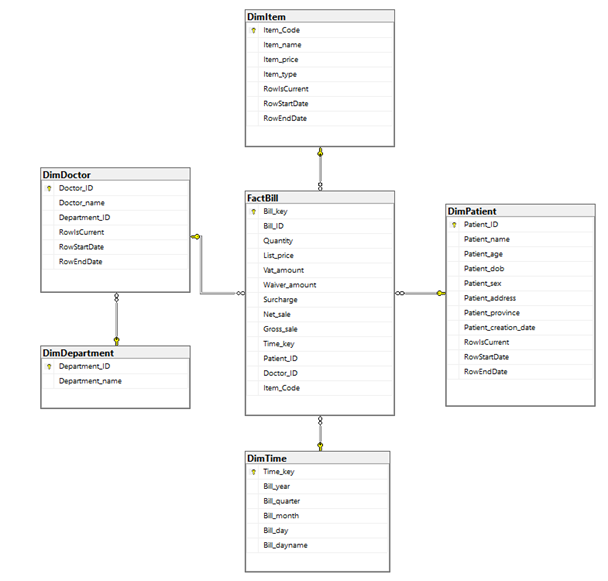 DimItem
Item_Code
Item_name
Item_price
Item_type
RowIsCurrent
RowStartDate
RowEndDate
DimDoctor
Doctor_ID
Doctor_name
Department_ID
RowIsCurrent
RowStartDate
RowEndDate
FactBill
Bill_key
Bill_ID
Quantity
List_price
Vat_amount
Waiver_amount
Surcharge
Net_sale
Gross_sale
Time_key
Patient_ID
Doctor_ID
Item_Code
DimPatient
Patient_ID
Patient_name
Patient_age
Patient_dob
Patient_sex
Patient_address
Patient_province
Patient_creation_date
RowIsCurrent
RowStartDate
RowEndDate
DimDepartment
Department_ID
Department_name
DimTime
Time_key
Bill_year
Bill_quarter
Bill_month
Bill_day
Bill_dayname